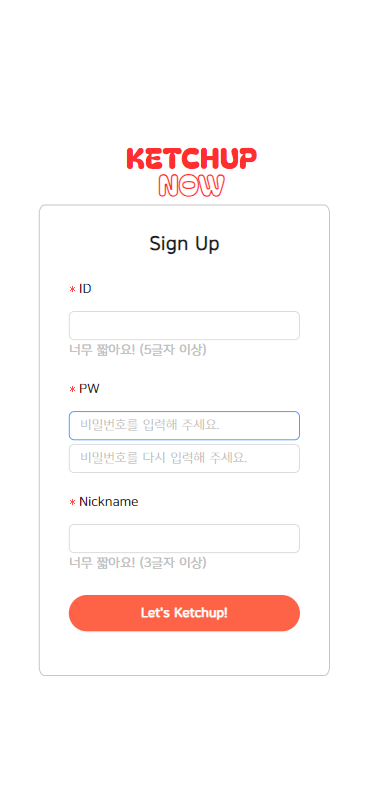 KETCHUP
NOW
Sign Up
* ID
너무 짧아요! (5글자 이상)
* PW
비밀번호를 입력해 주세요.
비밀번호를 다시 입력해 주세요.
* Nickname
너무 짧아요! (3글자 이상)
Let's Ketchup!